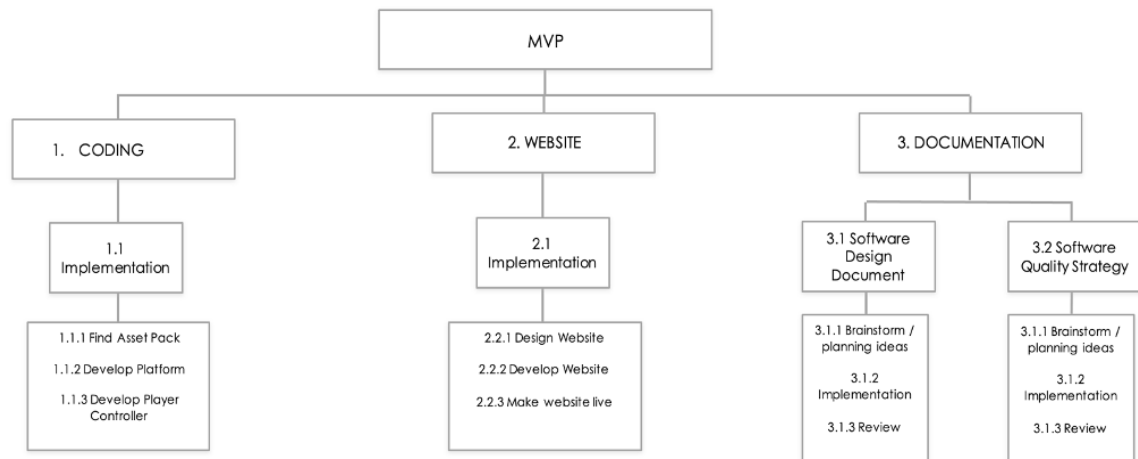 MVP
1. CODING
2. WEBSITE
3. DOCUMENTATION
1.1
Implementation
2.1
Implementation
3.1 Software
Design
Document
3.2 Software
Quality Strategy
1.1.1 Find Asset Pack
1.1.2 Develop Platform
1.1.3 Develop Player
Controller
2.2.1 Design Website
2.2.2 Develop Website
2.2.3 Make website live
3.1.1 Brainstorm /
planning ideas
3.1.2
Implementation
3.1.3 Review
3.1.1 Brainstorm /
planning ideas
3.1.2
Implementation
3.1.3 Review